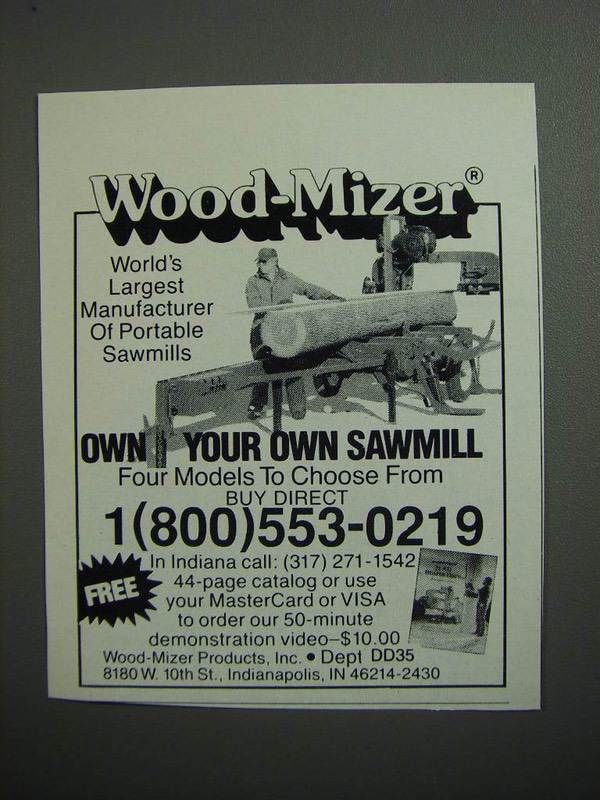 Wood-Mizer®
World's
Largest
Manufacturer
Of Portable
Sawmills
OWN YOUR OWN SAWMILL
Four Models To Choose From
BUY DIRECT
1(800)553-0219
In Indiana call: (317) 271-1542
FREE
44-page catalog or use
your MasterCard or VISA
to order our 50-minute
demonstration video–$10.00
Wood-Mizer Products, Inc. • Dept DD35
8180 W. 10th St., Indianapolis, IN 46214-2430